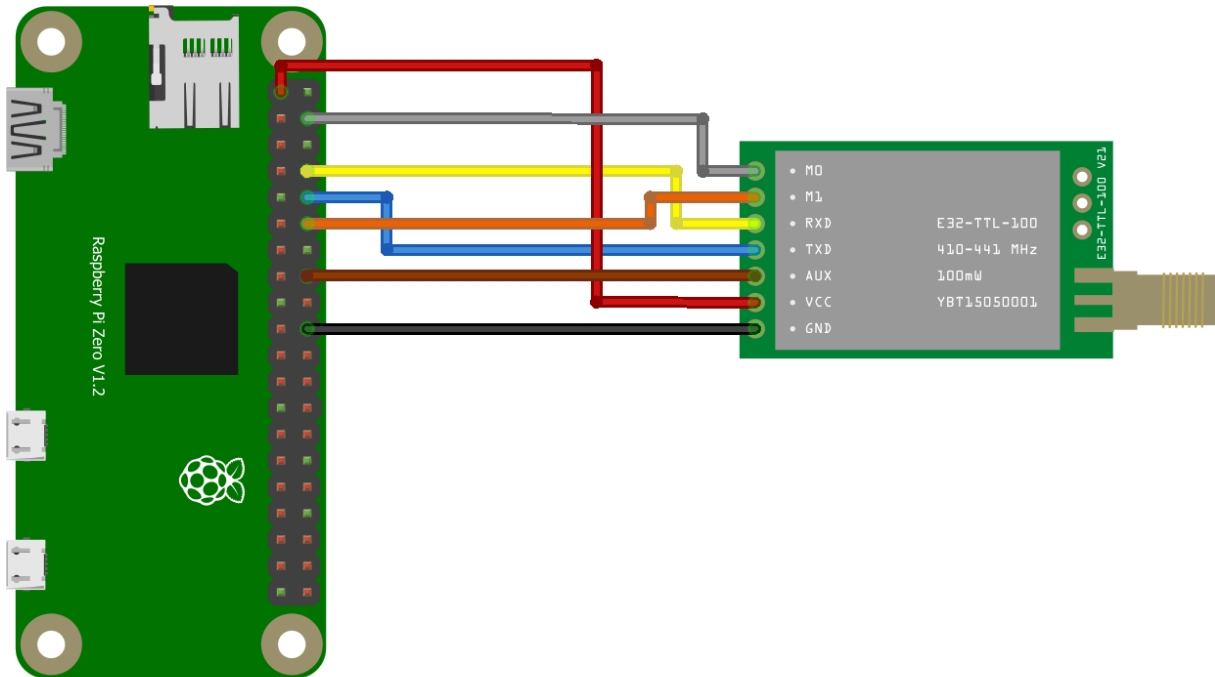 Raspberry Pi Zero V1.2
M0
M1
RXD E32-TTL-100
TXD 410-441 MHz
AUX 100mW
VCC YBT15050001
GND
E32-TTL-100 V21